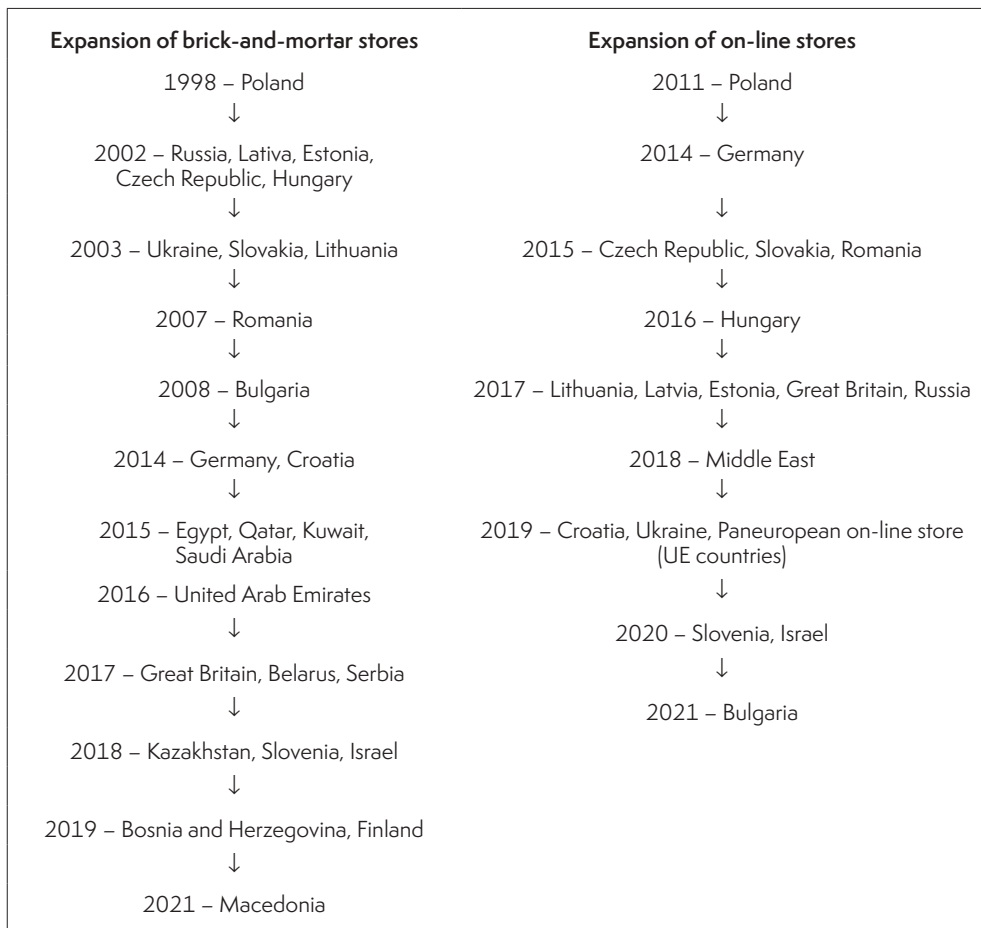 Expansion of brick-and-mortar stores
1998 – Poland
↓
2002 – Russia, Lativa, Estonia,
Czech Republic, Hungary
↓
2003 – Ukraine, Slovakia, Lithuania
↓
2007 – Romania
↓
2008 – Bulgaria
↓
2014 – Germany, Croatia
↓
2015 – Egypt, Qatar, Kuwait,
Saudi Arabia
2016 – United Arab Emirates
↓
2017 – Great Britain, Belarus, Serbia
↓
2018 – Kazakhstan, Slovenia, Israel
↓
2019 – Bosnia and Herzegovina, Finland
↓
2021 – Macedonia
Expansion of on-line stores
2011 – Poland
↓
2014 – Germany
↓
2015 – Czech Republic, Slovakia, Romania
↓
2016 – Hungary
↓
2017 – Lithuania, Latvia, Estonia, Great Britain, Russia
↓
2018 – Middle East
↓
2019 – Croatia, Ukraine, Paneuropean on-line store
(UE countries)
↓
2020 – Slovenia, Israel
↓
2021 – Bulgaria